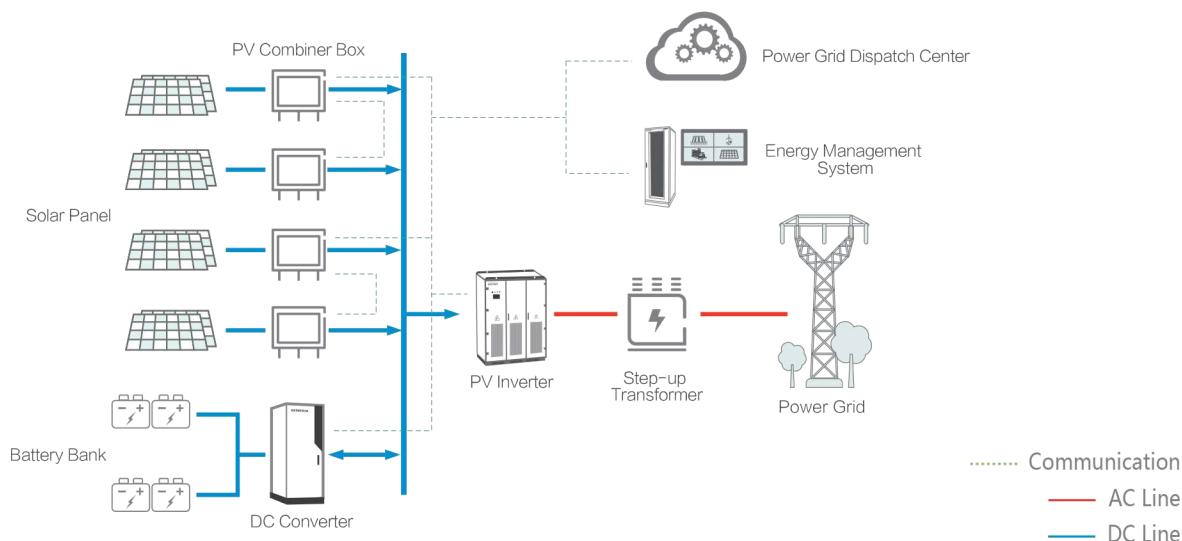 PV Combiner Box
Power Grid Dispatch Center
Energy Management
System
Solar Panel
PV Inverter
Step-up
Transformer
Power Grid
Battery Bank
DC Converter
Communication
AC Line
DC Line